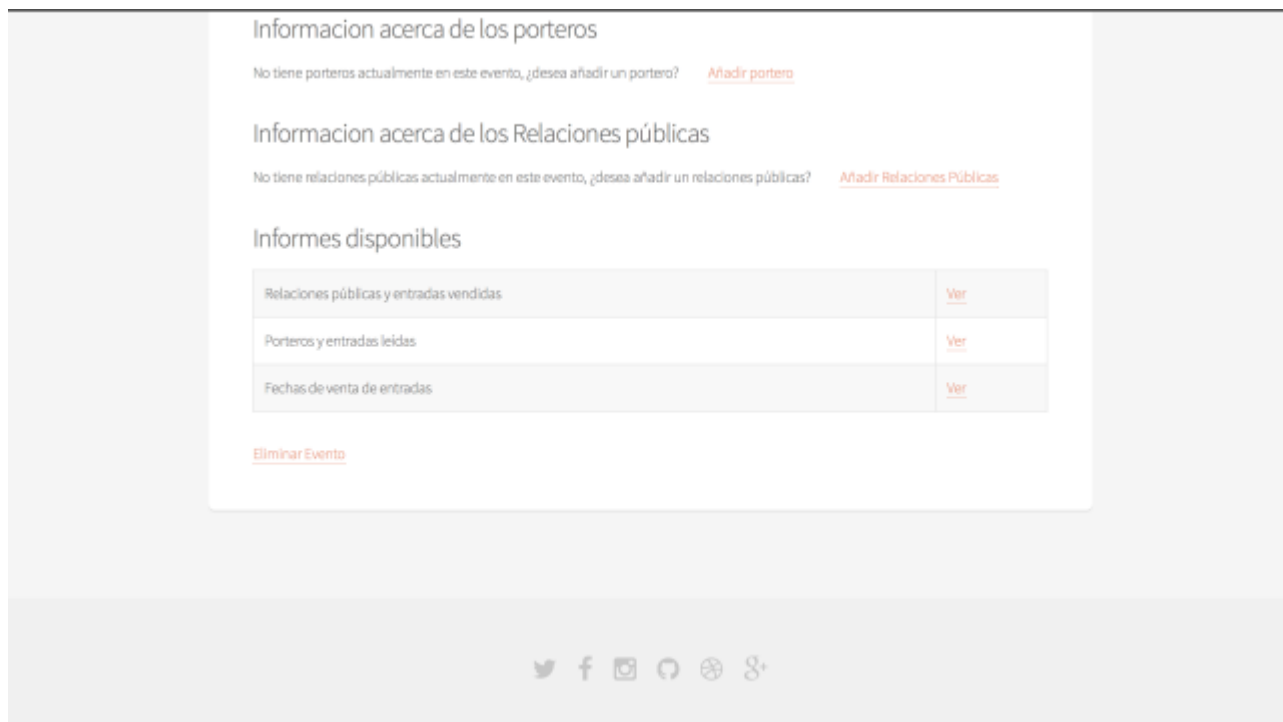 Informacion acerca de los porteros
No tiene porteros actualmente en este evento, ¿desea añadir un portero? Añadir portero
Informacion acerca de los Relaciones públicas
No tiene relaciones públicas actualmente en este evento, ¿desea añadir un relaciones públicas? Añadir Relaciones Públicas
Informes disponibles
Relaciones públicas y entradas vendidas Ver
Porteros y entradas leídas Ver
Fechas de venta de entradas Ver
Eliminar Evento